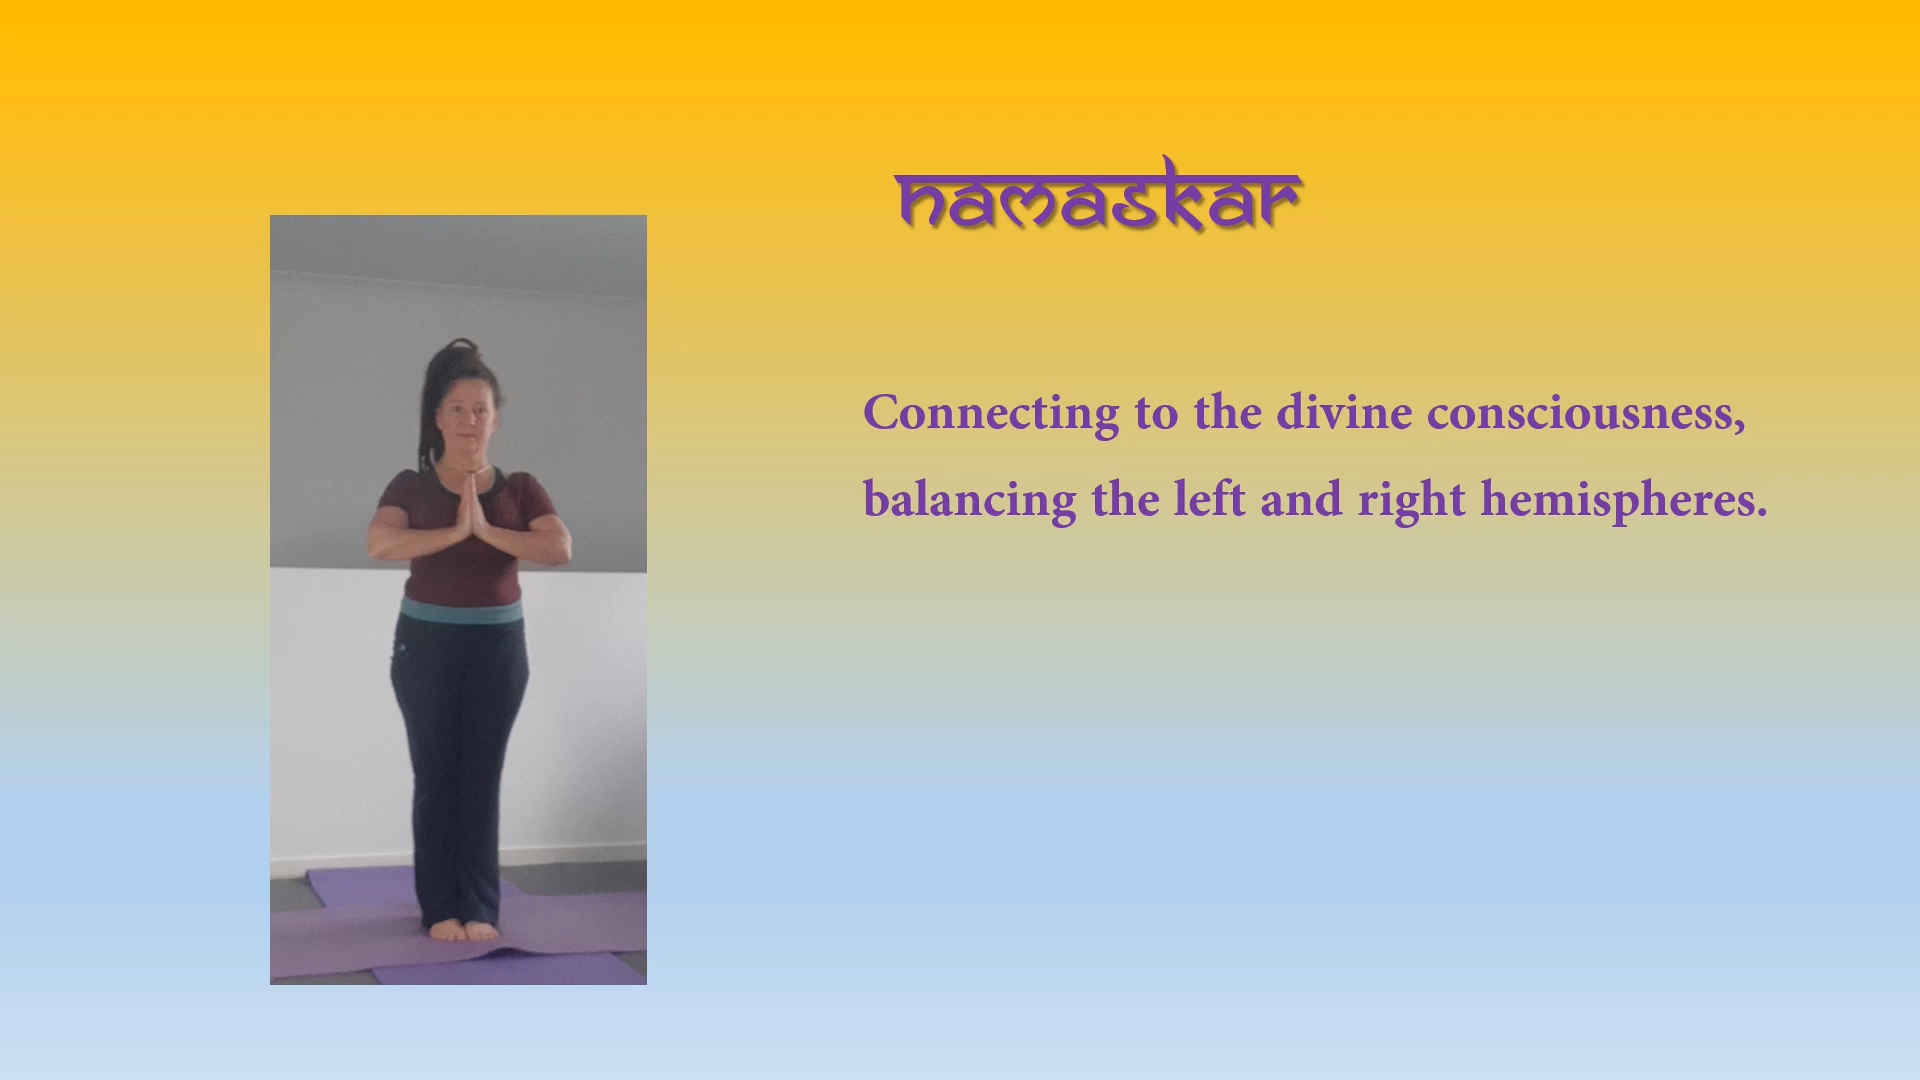 namaskar
Connecting to the divine consciousness,
balancing the left and right hemispheres.